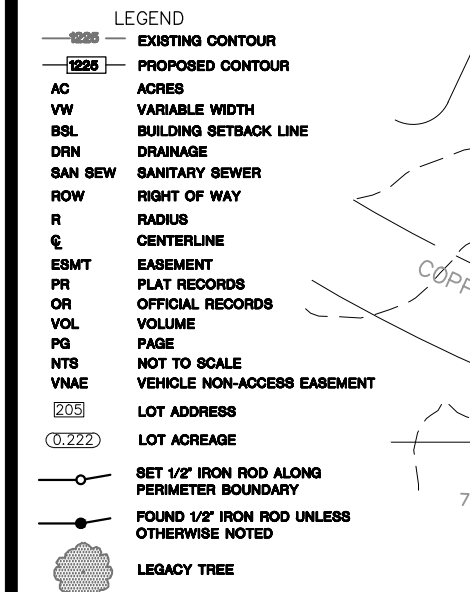 LEGEND
1225 EXISTING CONTOUR
1225 PROPOSED CONTOUR
AC ACRES
VW VARIABLE WIDTH
BSL BUILDING SETBACK LINE
DRN DRAINAGE
SAN SEW SANITARY SEWER
ROW RIGHT OF WAY
R RADIUS
℄ CENTERLINE
ESM'T EASEMENT
PR PLAT RECORDS
OR OFFICIAL RECORDS
VOL VOLUME
PG PAGE
NTS NOT TO SCALE
VNAE VEHICLE NON-ACCESS EASEMENT
205 LOT ADDRESS
0.222 LOT ACREAGE
SET 1/2" IRON ROD ALONG
PERIMETER BOUNDARY
FOUND 1/2" IRON ROD UNLESS
OTHERWISE NOTED
LEGACY TREE
COPP
7